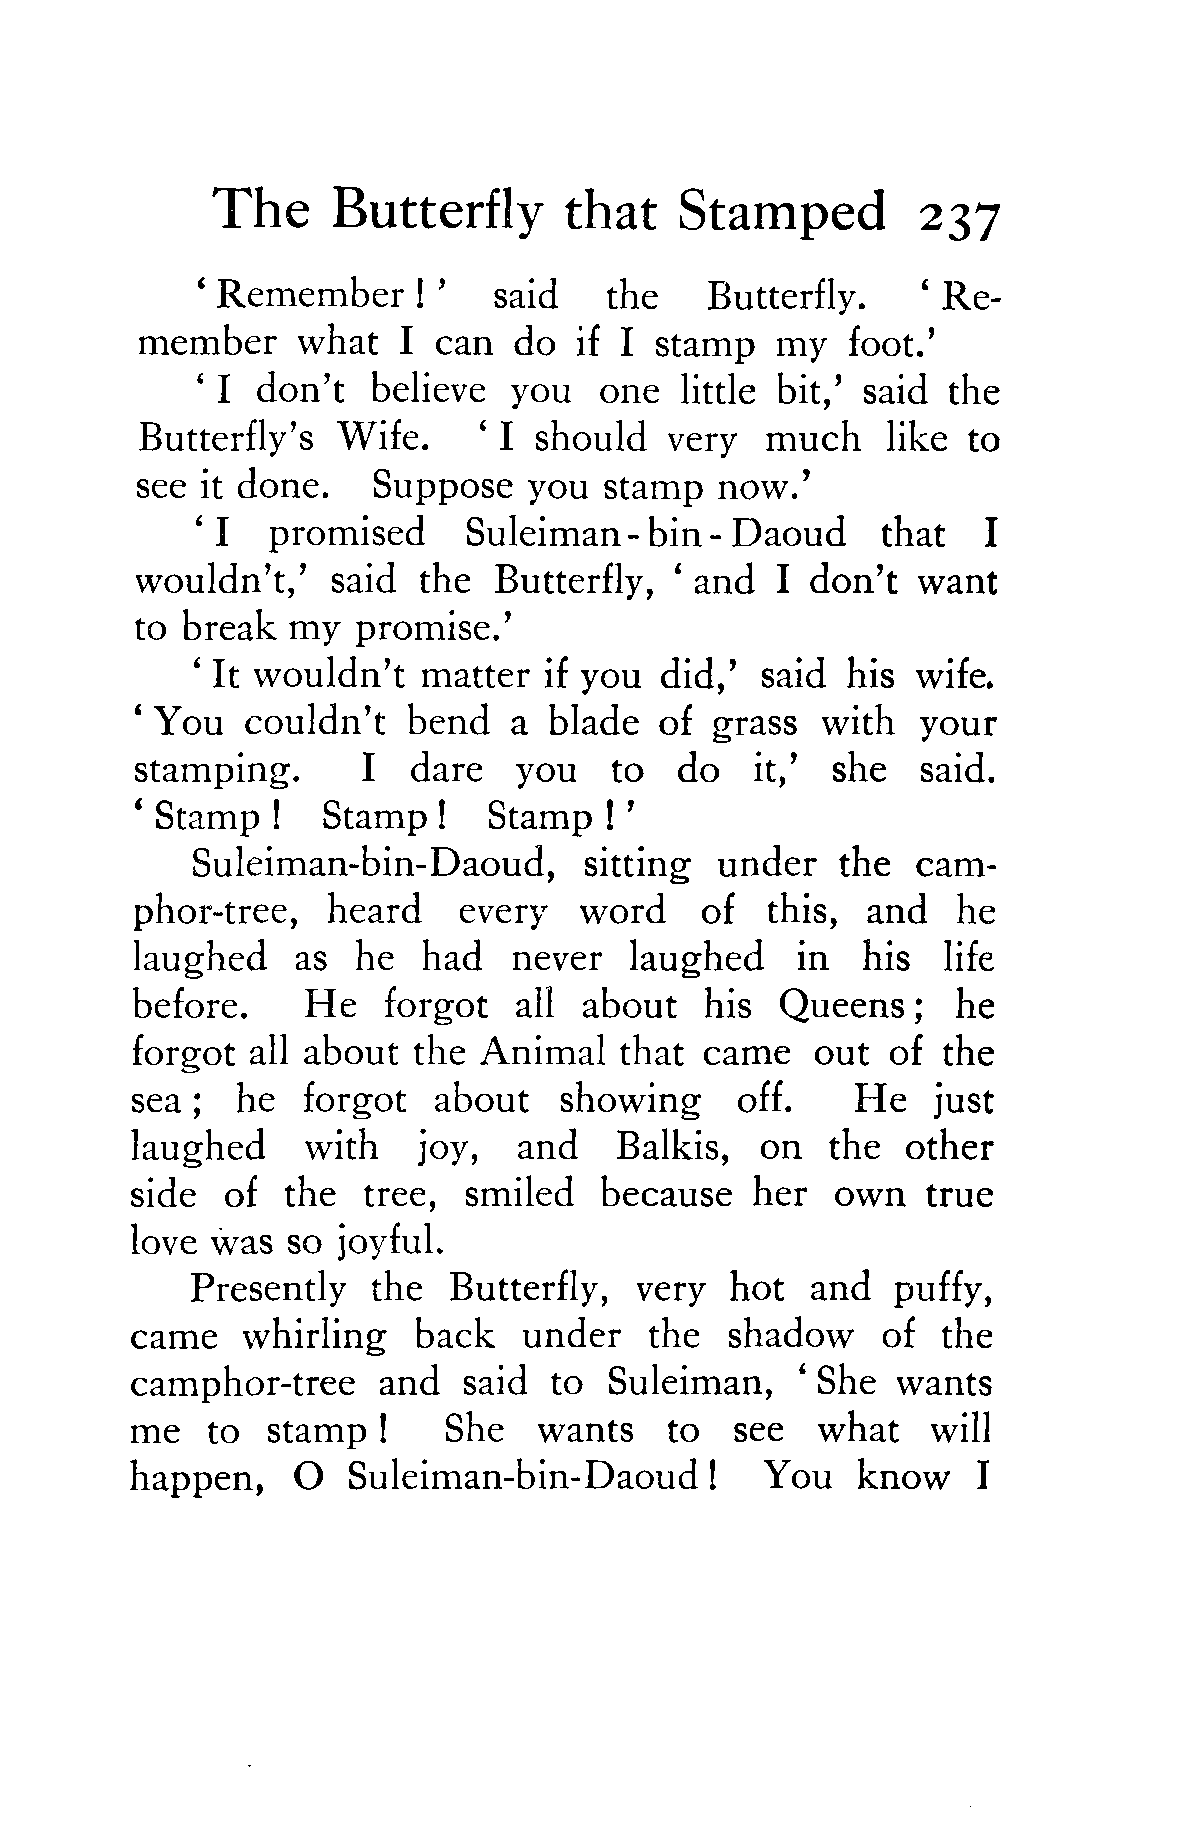 The Butterfly that Stamped 237
‘Remember!’ said the Butterfly. ‘Re-
member what I can do if I stamp my foot.’
‘I don’t believe you one little bit,’ said the
Butterfly’s Wife. ‘I should very much like to
see it done. Suppose you stamp now.’
‘I promised Suleiman-bin-Daoud that I
wouldn’t,’ said the Butterfly, ‘and I don’t want
to break my promise.’
‘It wouldn’t matter if you did,’ said his wife.
‘You couldn’t bend a blade of grass with your
stamping. I dare you to do it,’ she said.
‘Stamp! Stamp! Stamp!’
Suleiman-bin-Daoud, sitting under the cam-
phor-tree, heard every word of this, and he
laughed as he had never laughed in his life
before. He forgot all about his Queens; he
forgot all about the Animal that came out of the
sea; he forgot about showing off. He just
laughed with joy, and Balkis, on the other
side of the tree, smiled because her own true
love was so joyful.
Presently the Butterfly, very hot and puffy,
came whirling back under the shadow of the
camphor-tree and said to Suleiman, ‘She wants
me to stamp! She wants to see what will
happen, O Suleiman-bin-Daoud! You know I